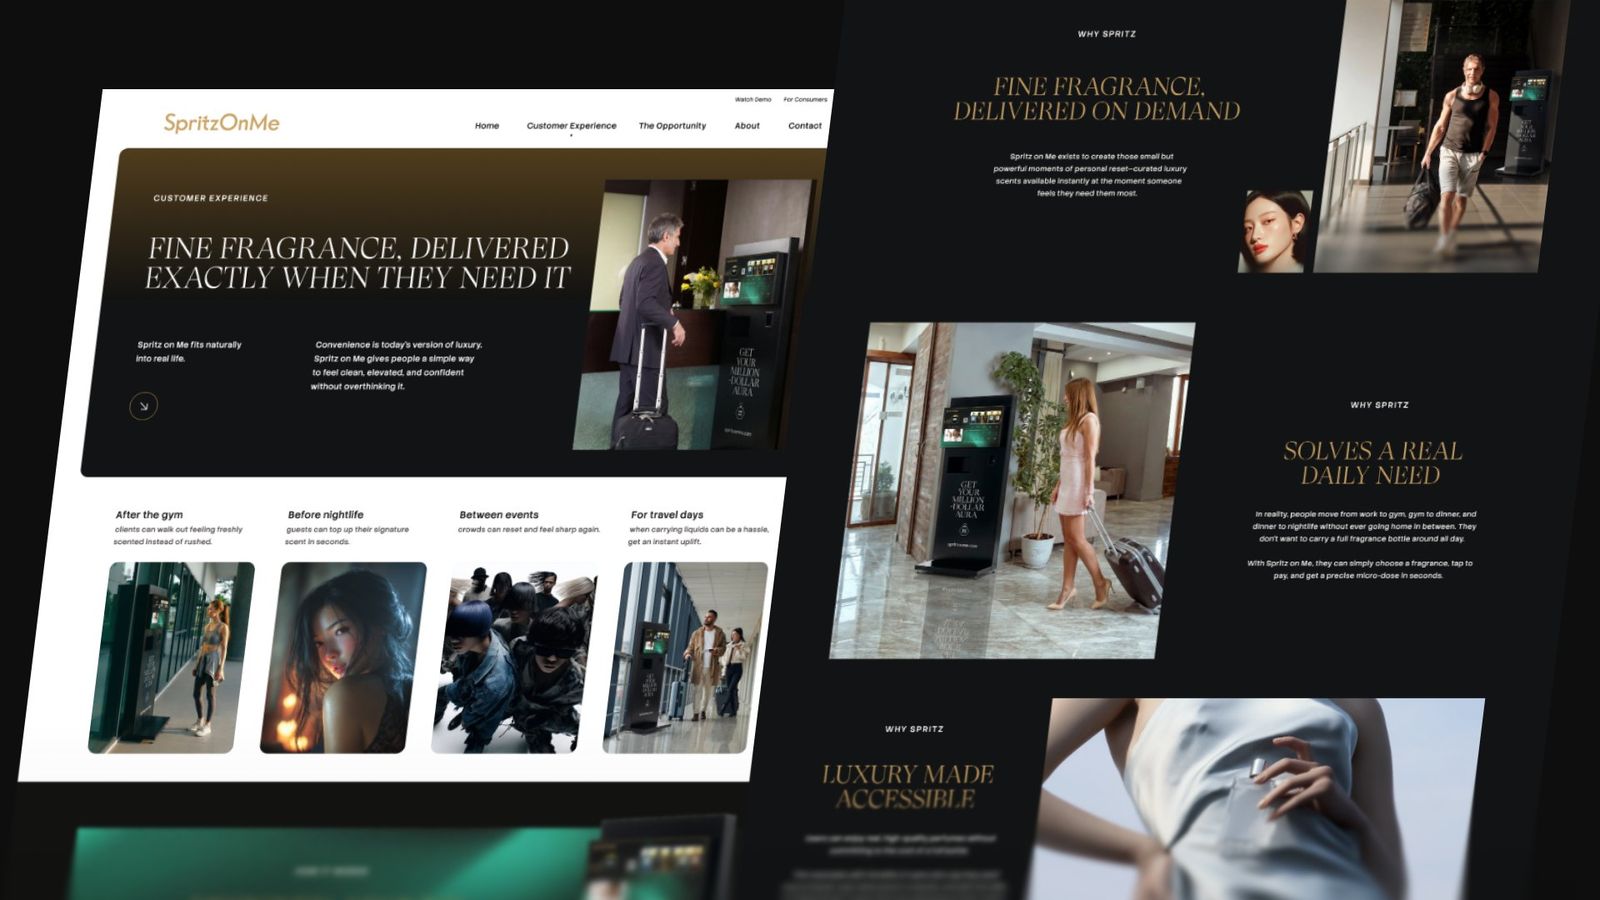 Watch Demo For Consumers
SpritzOnMe
Home Customer Experience The Opportunity About Contact
CUSTOMER EXPERIENCE
FINE FRAGRANCE, DELIVERED
EXACTLY WHEN THEY NEED IT
Spritz on Me fits naturally
into real life.
Convenience is today's version of luxury.
Spritz on Me gives people a simple way
to feel clean, elevated, and confident
without overthinking it.
GET
YOUR
MILLION
-DOLLAR
AURA
After the gym
clients can walk out feeling freshly
scented instead of rushed.
Before nightlife
guests can top up their signature
scent in seconds.
Between events
crowds can reset and feel sharp again.
For travel days
when carrying liquids can be a hassle,
get an instant uplift.
WHY SPRITZ
FINE FRAGRANCE,
DELIVERED ON DEMAND
Spritz on Me exists to create those small but
powerful moments of personal reset—curated luxury
scents available instantly at the moment someone
feels they need them most.
GET
YOUR
MILLION
-DOLLAR
AURA
GET
YOUR
MILLION
-DOLLAR
AURA
WHY SPRITZ
SOLVES A REAL
DAILY NEED
In reality, people move from work to gym, gym to dinner, and
dinner to nightlife without ever going home in between. They
don't want to carry a full fragrance bottle around all day.
With Spritz on Me, they can simply choose a fragrance, tap to
pay, and get a precise micro-dose in seconds.
WHY SPRITZ
LUXURY MADE
ACCESSIBLE